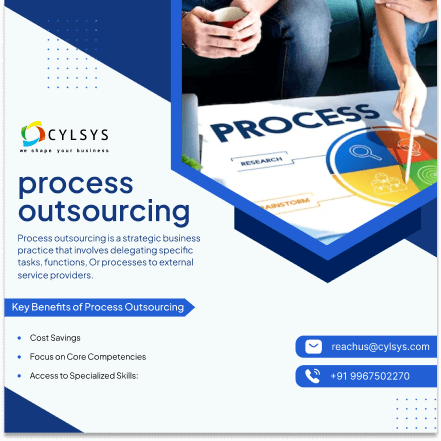 PROCESS
RESEARCH
BRAINSTORM
CYLSYS
we shape your business
process
outsourcing
Process outsourcing is a strategic business
practice that involves delegating specific
tasks, functions, Or processes to external
service providers.
Key Benefits of Process Outsourcing
• Cost Savings
• Focus on Core Competencies
• Access to Specialized Skills:
reachus@cylsys.com
+91 9967502270